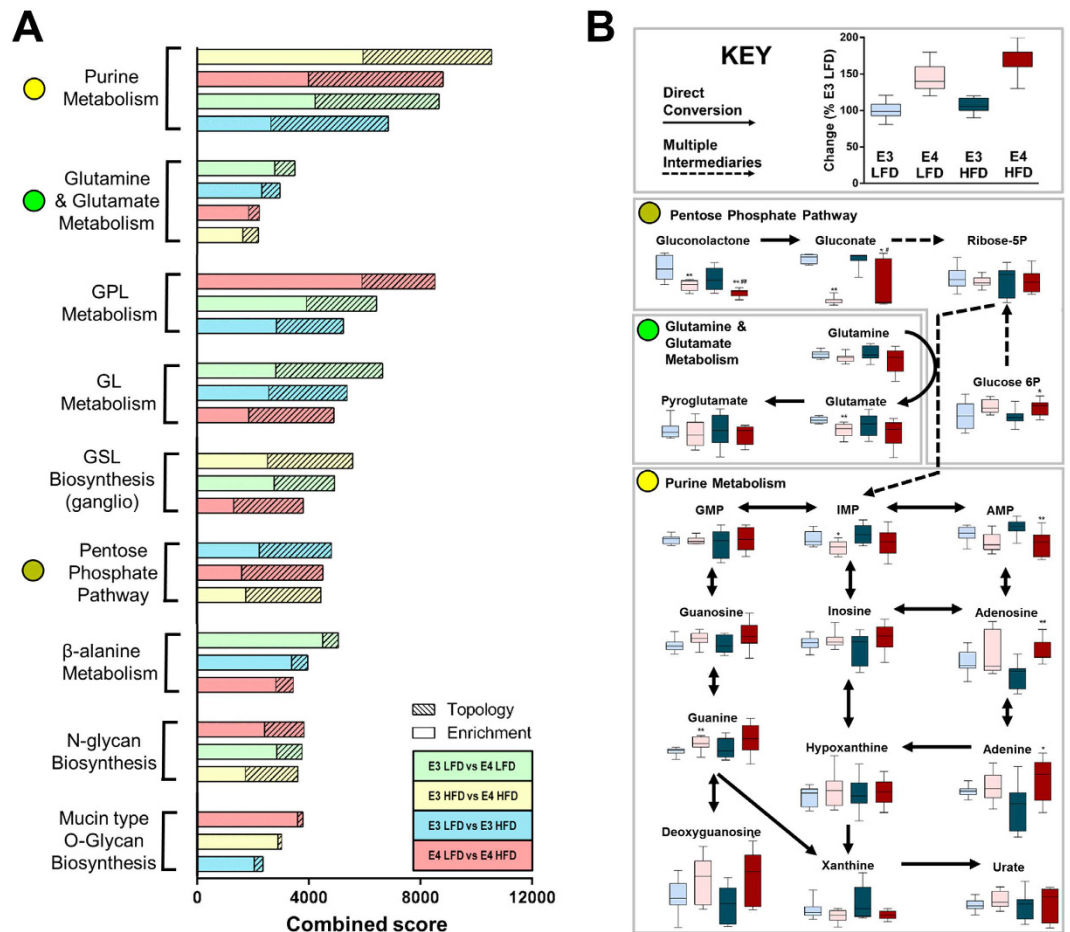 A
Purine
Metabolism
Glutamine
& Glutamate
Metabolism
GPL
Metabolism
GL
Metabolism
GSL
Biosynthesis
(ganglio)
Pentose
Phosphate
Pathway
β-alanine
Metabolism
N-glycan
Biosynthesis
Mucin type
O-Glycan
Biosynthesis
Topology
Enrichment
E3 LFD vs E4 LFD
E3 HFD vs E4 HFD
E3 LFD vs E3 HFD
E4 LFD vs E4 HFD
0 4000 8000 12000
Combined score
B
KEY
Direct
Conversion
Multiple
Intermediaries
Change (% E3 LFD)
200
150
100
50
0
E3 E4 E3 E4
LFD LFD HFD HFD
Pentose Phosphate Pathway
Gluconolactone Gluconate Ribose-5P
** ** ##
** * #
Glutamine &
Glutamate
Metabolism
Glutamine
Glucose 6P
*
Pyroglutamate Glutamate
**
Purine Metabolism
GMP IMP AMP
* **
Guanosine Inosine Adenosine
**
Guanine
**
Hypoxanthine Adenine
*
Deoxyguanosine
Xanthine Urate